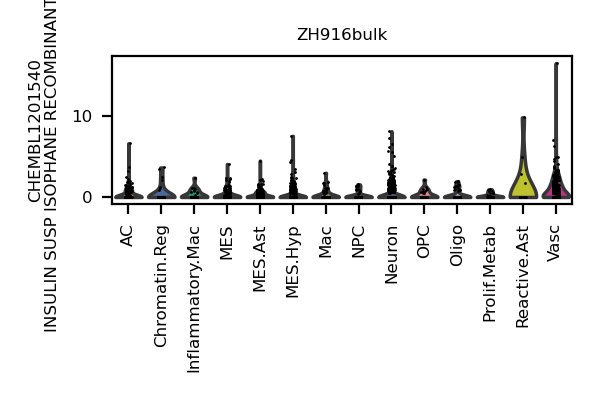 ZH916bulk
CHEMBL1201540
INSULIN SUSP ISOPHANE RECOMBINANT
10
0
AC
Chromatin.Reg
Inflammatory.Mac
MES
MES.Ast
MES.Hyp
Mac
NPC
Neuron
OPC
Oligo
Prolif.Metab
Reactive.Ast
Vasc